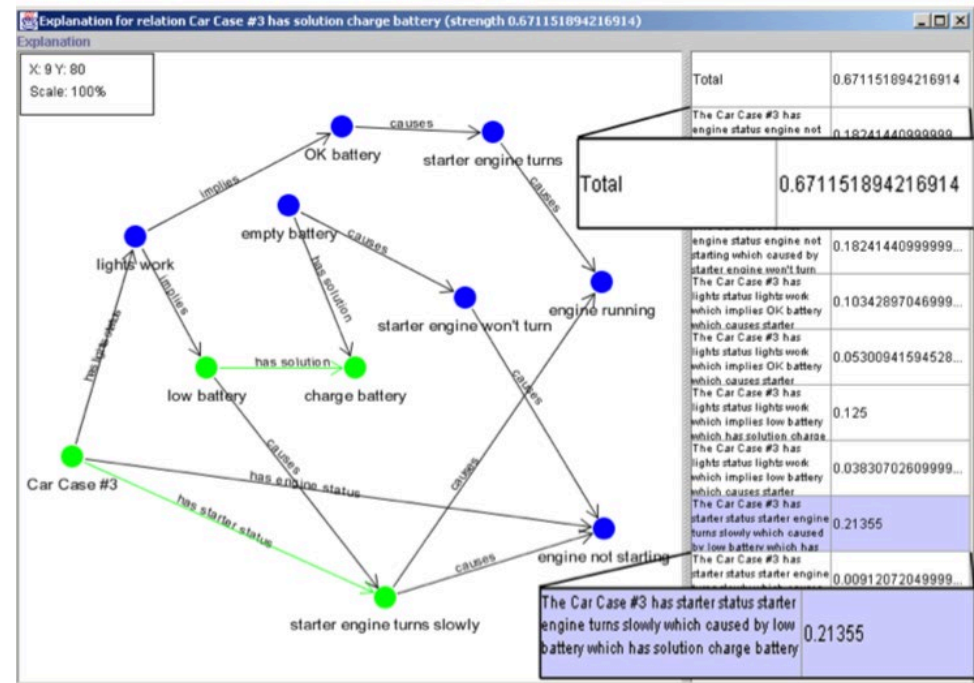 Explanation for relation Car Case #3 has solution charge battery (strength 0.671151894216914)
Explanation
X: 9 Y: 80
Scale: 100%
OK battery
causes
starter engine turns
implies
causes
lights work
empty battery
causes
has solution
implies
starter engine won't turn
engine running
low battery
has solution
charge battery
causes
causes
causes
Car Case #3
has engine status
has starter status
engine not starting
causes
starter engine turns slowly
Total
0.671151894216914
The Car Case #3 has
engine status engine not
0.18241440999999...
Total
0.671151894216914
engine status engine not
starting which caused by
starter engine won't turn
0.18241440999999...
The Car Case #3 has
lights status lights work
which implies OK battery
which causes starter
0.10342897046999...
The Car Case #3 has
lights status lights work
which implies OK battery
which causes starter
0.05300941594528...
The Car Case #3 has
lights status lights work
which implies low battery
which has solution charge
0.125
The Car Case #3 has
lights status lights work
which implies low battery
which causes starter
0.03830702609999...
The Car Case #3 has
starter status starter engine
turns slowly which caused
by low battery which has
0.21355
The Car Case #3 has
starter status starter engine
0.00912072049999...
The Car Case #3 has starter status starter
engine turns slowly which caused by low
battery which has solution charge battery
0.21355